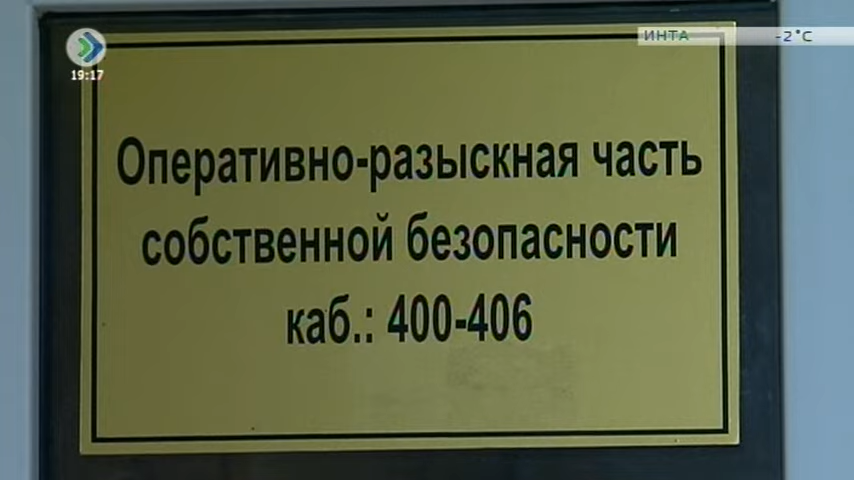 ИНТА -2°C
19:17
Оперативно-разыскная часть
собственной безопасности
каб.: 400-406